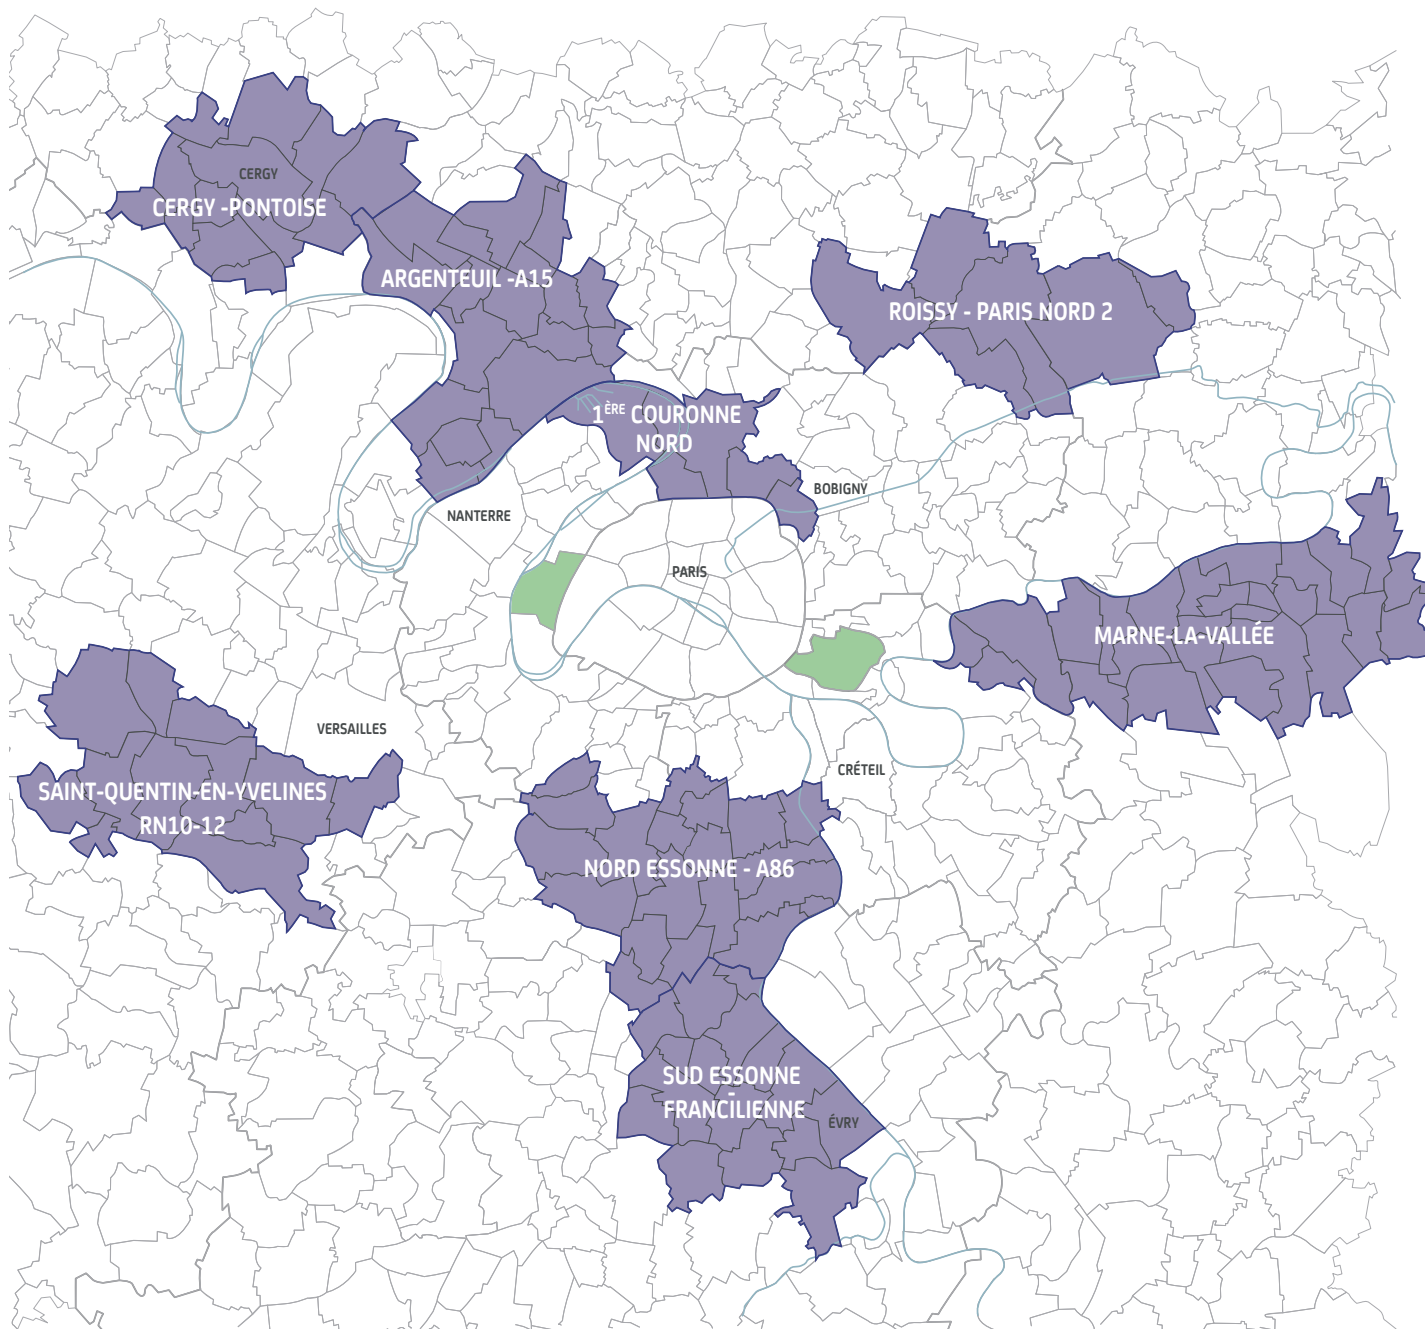 CERGY
CERGY -PONTOISE
ARGENTEUIL -A15
ROISSY - PARIS NORD 2
1ÈRE COURONNE
NORD
BOBIGNY
NANTERRE
PARIS
MARNE-LA-VALLÉE
VERSAILLES
CRÉTEIL
SAINT-QUENTIN-EN-YVELINES
RN10-12
NORD ESSONNE - A86
SUD ESSONNE
-
FRANCILIENNE
ÉVRY